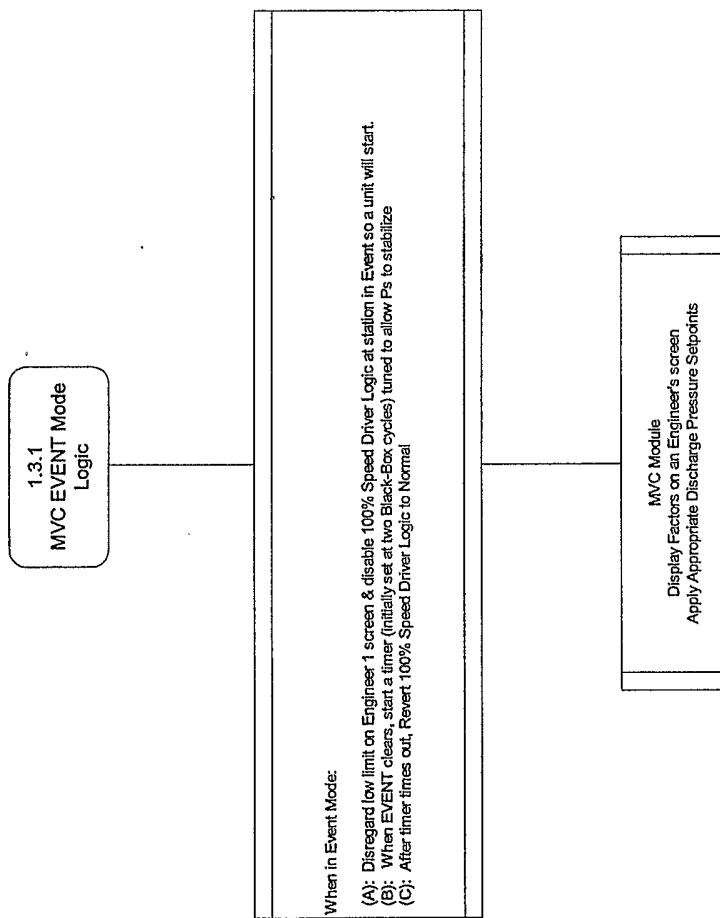 1.3.1
MVC EVENT Mode
Logic
When in Event Mode:
(A): Disregard low limit on Engineer 1 screen & disable 100% Speed Driver Logic at station in Event so a unit will start.
(B): When EVENT clears, start a timer (initially set at two Black-Box cycles) tuned to allow Ps to stabilize
(C): After timer times out, Revert 100% Speed Driver Logic to Normal
MVC Module
Display Factors on an Engineer's screen
Apply Appropriate Discharge Pressure Setpoints